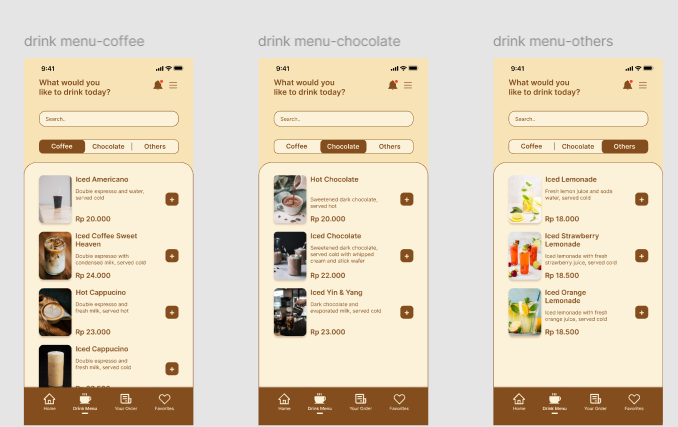 drink menu-coffee
9:41
What would you
like to drink today?
Search..
Coffee
Chocolate
Others
Iced Americano
Double espresso and water,
served cold
Rp 20.000
+
Iced Coffee Sweet
Heaven
Double espresso with
condensed milk, served cold
Rp 24.000
+
Hot Cappucino
Double espresso and
fresh milk, served hot
Rp 23.000
+
Iced Cappucino
Double espresso and
fresh milk, served cold
+
Home
Drink Menu
Your Order
Favorites
drink menu-chocolate
9:41
What would you
like to drink today?
Search..
Coffee
Chocolate
Others
Hot Chocolate
Sweetened dark chocolate,
served hot
Rp 20.000
+
Iced Chocolate
Sweetened dark chocolate,
served cold with whipped
cream and stick wafer
Rp 22.000
+
Iced Yin & Yang
Dark chocolate and
evaporated milk, served cold
Rp 23.000
+
Home
Drink Menu
Your Order
Favorites
drink menu-others
9:41
What would you
like to drink today?
Search..
Coffee
Chocolate
Others
Iced Lemonade
Fresh lemon juice and soda
water, served cold
Rp 18.000
+
Iced Strawberry
Lemonade
Iced lemonade with fresh
strawberry juice, served cold
Rp 18.500
+
Iced Orange
Lemonade
Iced lemonade with fresh
orange juice, served cold
Rp 18.500
+
Home
Drink Menu
Your Order
Favorites